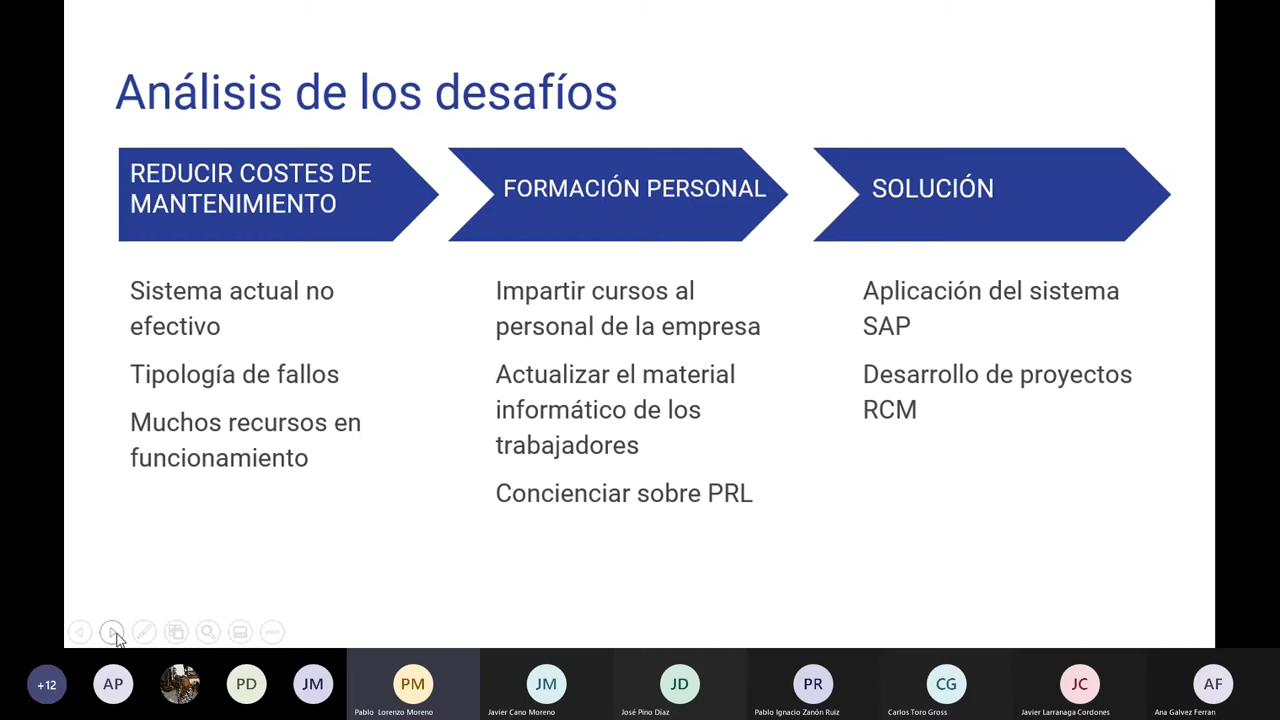 Análisis de los desafíos
REDUCIR COSTES DE
MANTENIMIENTO
FORMACIÓN PERSONAL
SOLUCIÓN
Sistema actual no
efectivo
Tipología de fallos
Muchos recursos en
funcionamiento
Impartir cursos al
personal de la empresa
Actualizar el material
informático de los
trabajadores
Concienciar sobre PRL
Aplicación del sistema
SAP
Desarrollo de proyectos
RCM
+12
AP
PD
JM
PM
Pablo Lorenzo Moreno
JM
Javier Cano Moreno
JD
José Pino Díaz
PR
Pablo Ignacio Zanón Ruiz
CG
Carlos Toro Gross
JC
Javier Larranaga Cordones
AF
Ana Galvez Ferran